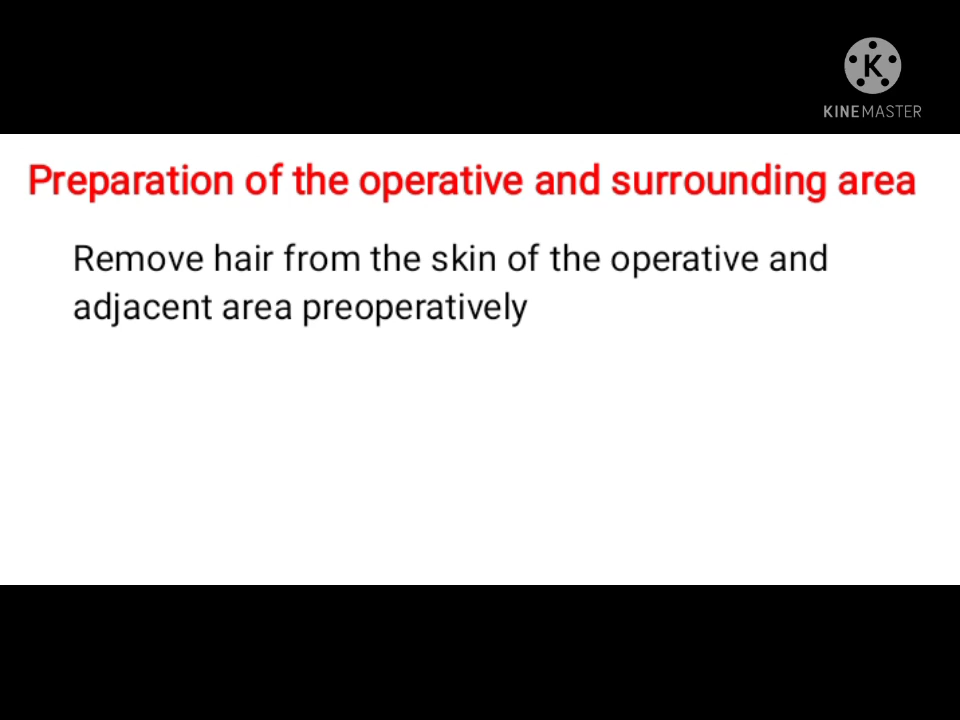 K
KINEMASTER
Preparation of the operative and surrounding area
Remove hair from the skin of the operative and
adjacent area preoperatively